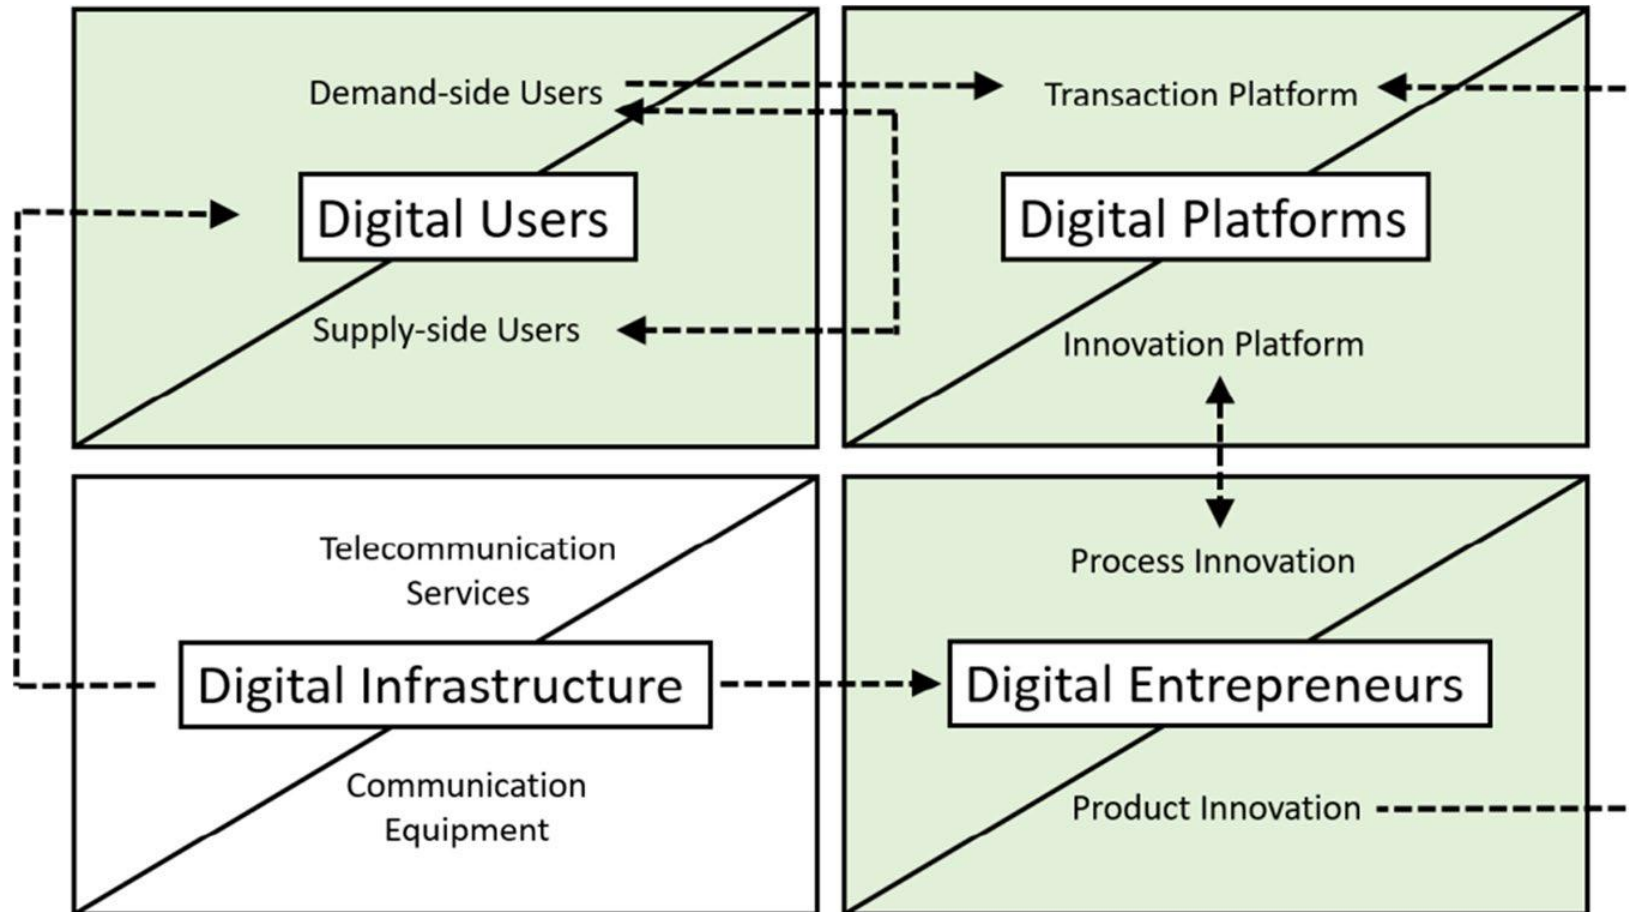 Demand-side Users
Digital Users
Supply-side Users
Transaction Platform
Digital Platforms
Innovation Platform
Telecommunication
Services
Digital Infrastructure
Communication
Equipment
Process Innovation
Digital Entrepreneurs
Product Innovation